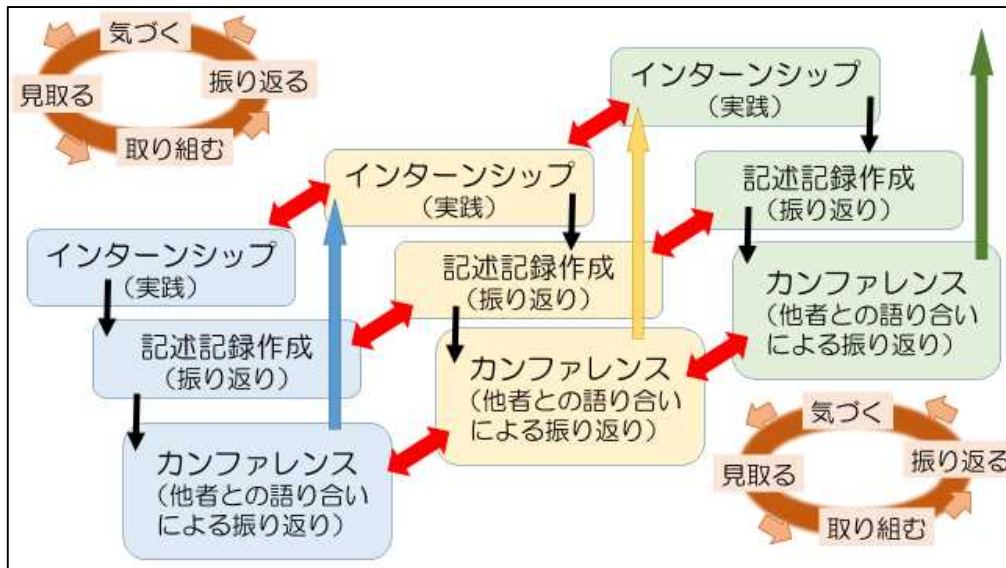 気づく
見取る
振り返る
取り組む
インターンシップ
（実践）
記述記録作成
（振り返り）
カンファレンス
（他者との語り合い
による振り返り）
インターンシップ
（実践）
記述記録作成
（振り返り）
カンファレンス
（他者との語り合い
による振り返り）
インターンシップ
（実践）
記述記録作成
（振り返り）
カンファレンス
（他者との語り合い
による振り返り）
気づく
見取る
振り返る
取り組む